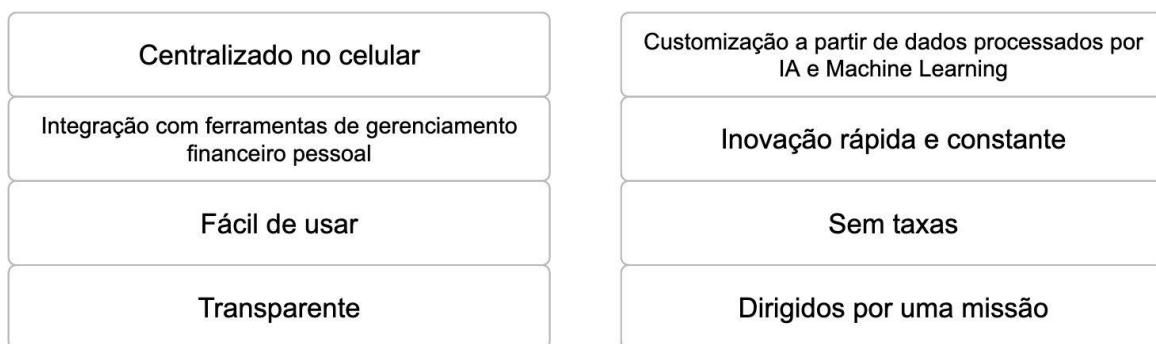 Centralizado no celular
Integração com ferramentas de gerenciamento
financeiro pessoal
Fácil de usar
Transparente
Customização a partir de dados processados por
IA e Machine Learning
Inovação rápida e constante
Sem taxas
Dirigidos por uma missão